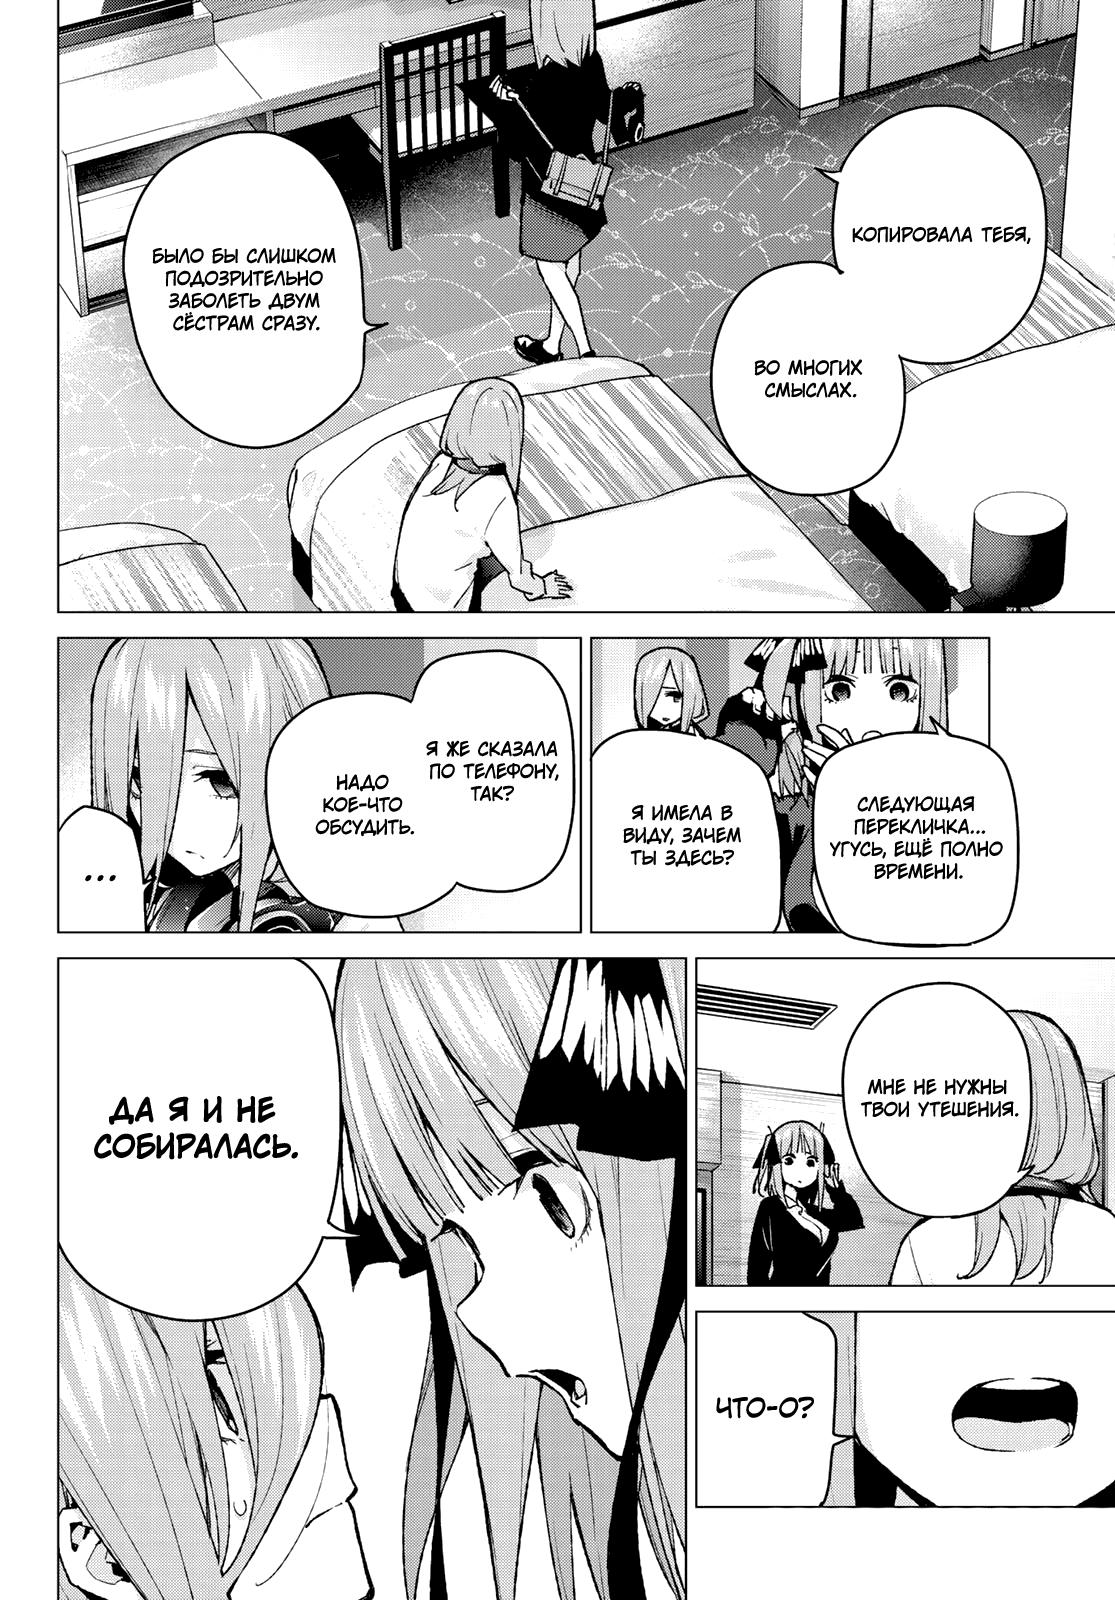 КОПИРОВАЛА ТЕБЯ,
ВО МНОГИХ
СМЫСЛАХ.
БЫЛО БЫ СЛИШКОМ
ПОДОЗРИТЕЛЬНО
ЗАБОЛЕТЬ ДВУМ
СЁСТРАМ СРАЗУ.
СЛЕДУЮЩАЯ
ПЕРЕКЛИЧКА...
УГУСЬ, ЕЩЁ ПОЛНО
ВРЕМЕНИ.
Я ИМЕЛА В
ВИДУ, ЗАЧЕМ
ТЫ ЗДЕСЬ?
Я ЖЕ СКАЗАЛА
ПО ТЕЛЕФОНУ,
ТАК?
НАДО
КОЕ-ЧТО
ОБСУДИТЬ.
...
МНЕ НЕ НУЖНЫ
ТВОИ УТЕШЕНИЯ.
ЧТО-О?
ДА Я И НЕ
СОБИРАЛАСЬ.